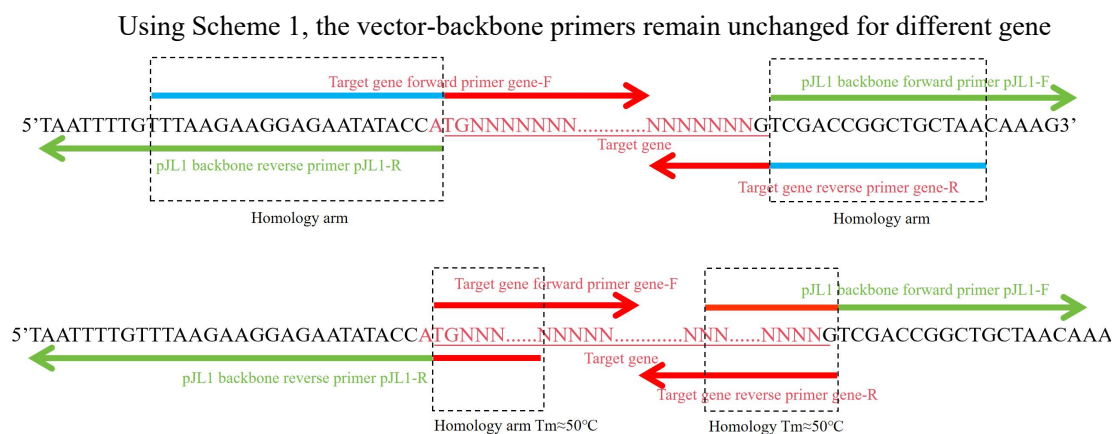 Using Scheme 1, the vector-backbone primers remain unchanged for different gene
Target gene forward primer gene-F
pJL1 backbone forward primer pJL1-F
5’TAATTTTGTTTAAGAAGGAGAATATACCATGNNNNNNN.............NNNNNNNGTCGACCGGCTGCTAACAAAG3’
Target gene
pJL1 backbone reverse primer pJL1-R
Target gene reverse primer gene-R
Homology arm
Homology arm
Target gene forward primer gene-F
pJL1 backbone forward primer pJL1-F
5’TAATTTTGTTTAAGAAGGAGAATATACCATGNNN......NNNNN.............NNN......NNNNGTCGACCGGCTGCTAACAAA
Target gene
pJL1 backbone reverse primer pJL1-R
Target gene reverse primer gene-R
Homology arm Tm≈50°C
Homology Tm≈50°C